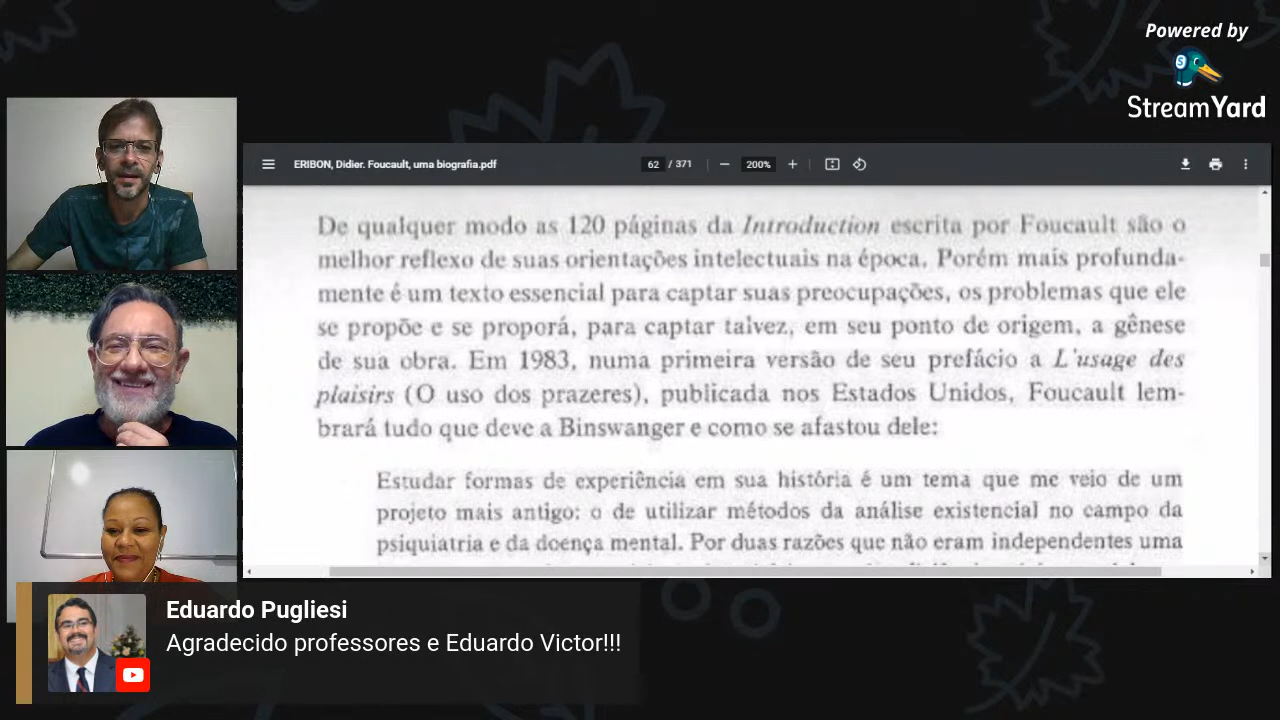 Powered by
StreamYard
ERIBON, Didier. Foucault, uma biografia.pdf
62 / 371
200%
De qualquer modo as 120 páginas da Introduction escrita por Foucault são o
melhor reflexo de suas orientações intelectuais na época. Porém mais profunda-
mente é um texto essencial para captar suas preocupações, os problemas que ele
se propõe e se proporá, para captar talvez, em seu ponto de origem, a gênese
de sua obra. Em 1983, numa primeira versão de seu prefácio a L'usage des
plaisirs (O uso dos prazeres), publicada nos Estados Unidos, Foucault lem-
brará tudo que deve a Binswanger e como se afastou dele:
Estudar formas de experiência em sua história é um tema que me veio de um
projeto mais antigo: o de utilizar métodos da análise existencial no campo da
psiquiatria e da doença mental. Por duas razões que não eram independentes uma
Eduardo Pugliesi
Agradecido professores e Eduardo Victor!!!